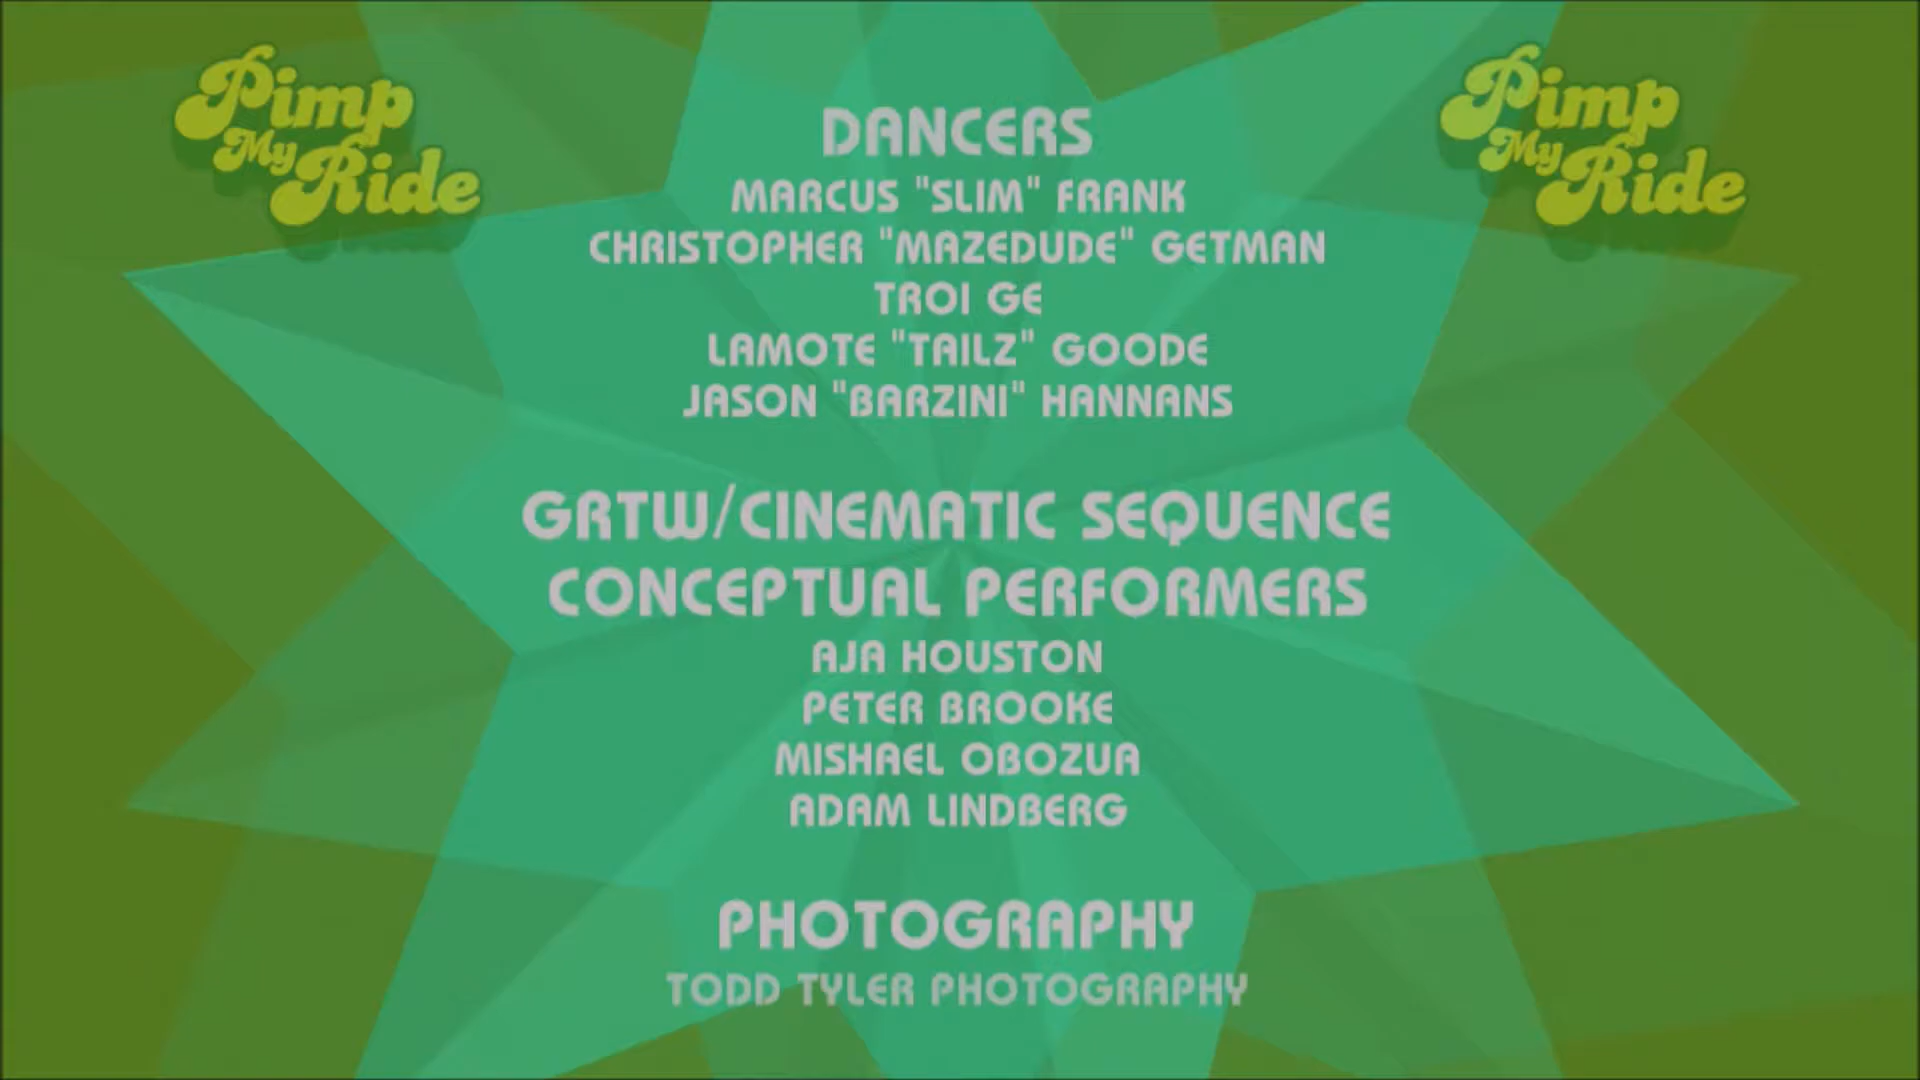 Pimp
My Ride
Pimp
My Ride
DANCERS
MARCUS "SLIM" FRANK
CHRISTOPHER "MAZEDUDE" GETMAN
TROI GE
LAMOTE "TAILZ" GOODE
JASON "BARZINI" HANNANS
GRTW/CINEMATIC SEQUENCE
CONCEPTUAL PERFORMERS
AJA HOUSTON
PETER BROOKE
MISHAEL OBOZUA
ADAM LINDBERG
PHOTOGRAPHY
TODD TYLER PHOTOGRAPHY